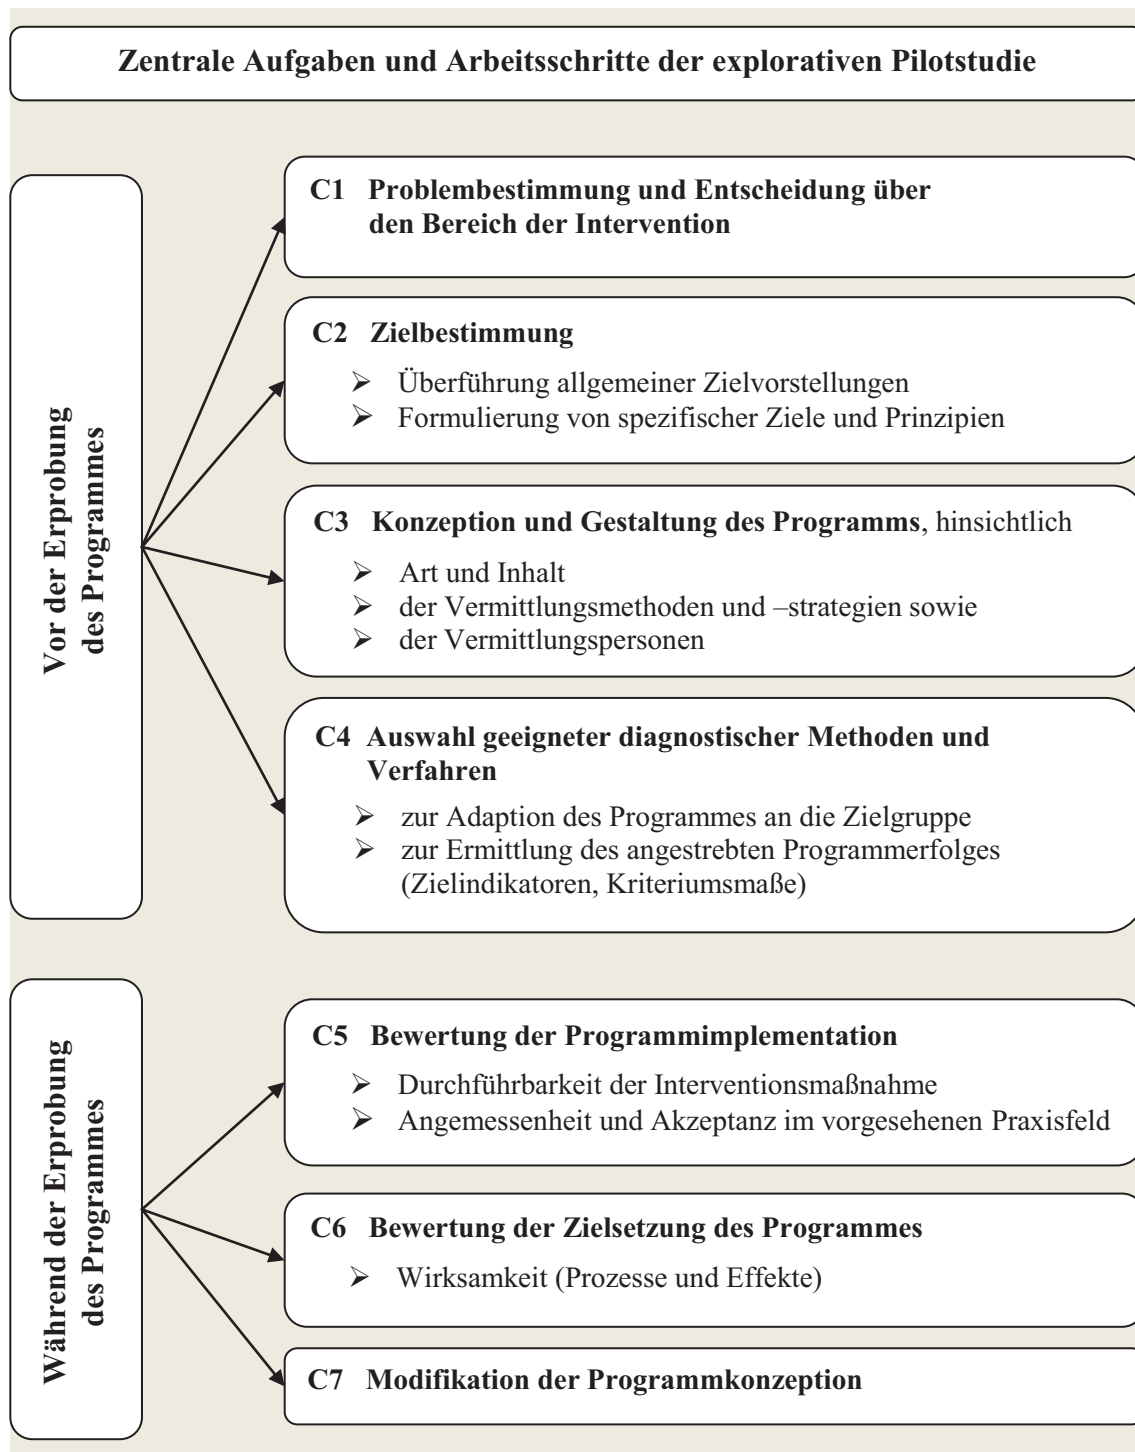 Zentrale Aufgaben und Arbeitsschritte der explorativen Pilotstudie
Vor der Erprobung
des Programmes
C1 Problembestimmung und Entscheidung über
den Bereich der Intervention
C2 Zielbestimmung
➢ Überführung allgemeiner Zielvorstellungen
➢ Formulierung von spezifischer Ziele und Prinzipien
C3 Konzeption und Gestaltung des Programms, hinsichtlich
➢ Art und Inhalt
➢ der Vermittlungsmethoden und –strategien sowie
➢ der Vermittlungspersonen
C4 Auswahl geeigneter diagnostischer Methoden und
Verfahren
➢ zur Adaption des Programmes an die Zielgruppe
➢ zur Ermittlung des angestrebten Programmerfolges
(Zielindikatoren, Kriteriumsmaße)
Während der Erprobung
des Programmes
C5 Bewertung der Programmimplementation
➢ Durchführbarkeit der Interventionsmaßnahme
➢ Angemessenheit und Akzeptanz im vorgesehenen Praxisfeld
C6 Bewertung der Zielsetzung des Programmes
➢ Wirksamkeit (Prozesse und Effekte)
C7 Modifikation der Programmkonzeption